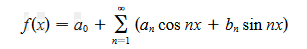 f(x) = a₀ + ∑_{n=1}^{∞} (aₙ cos nx + bₙ sin nx)